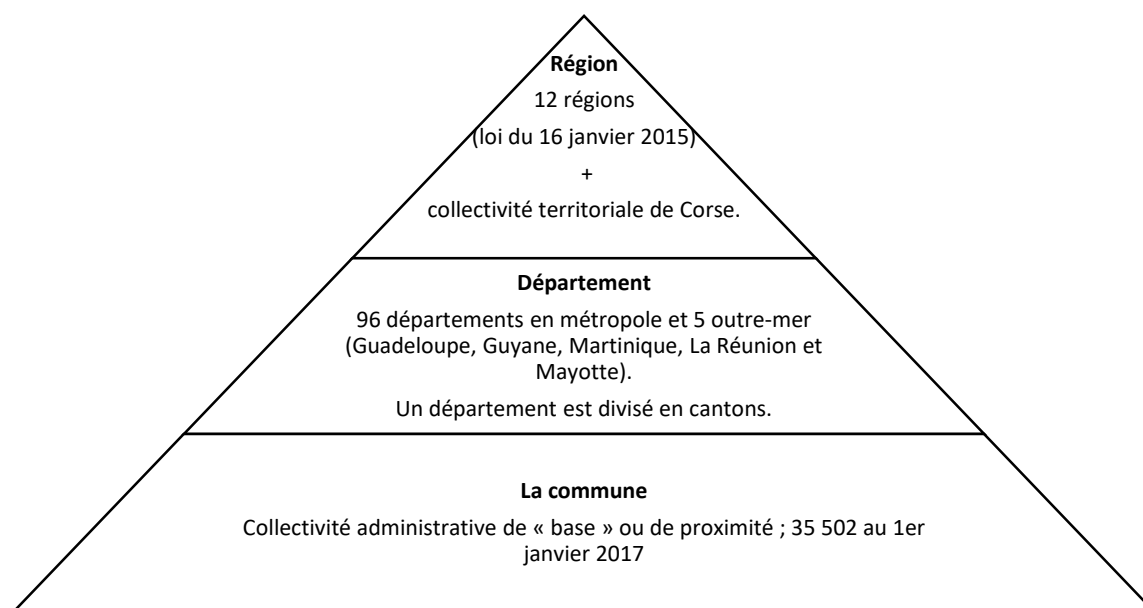 Région
12 régions
(loi du 16 janvier 2015)
+
collectivité territoriale de Corse.
Département
96 départements en métropole et 5 outre-mer
(Guadeloupe, Guyane, Martinique, La Réunion et
Mayotte).
Un département est divisé en cantons.
La commune
Collectivité administrative de « base » ou de proximité ; 35 502 au 1er
janvier 2017